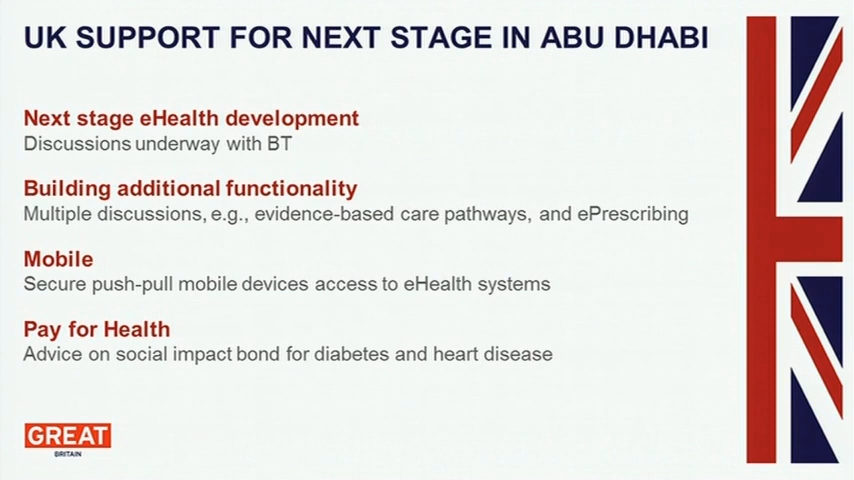 UK SUPPORT FOR NEXT STAGE IN ABU DHABI
Next stage eHealth development
Discussions underway with BT
Building additional functionality
Multiple discussions, e.g., evidence-based care pathways, and ePrescribing
Mobile
Secure push-pull mobile devices access to eHealth systems
Pay for Health
Advice on social impact bond for diabetes and heart disease
GREAT
BRITAIN